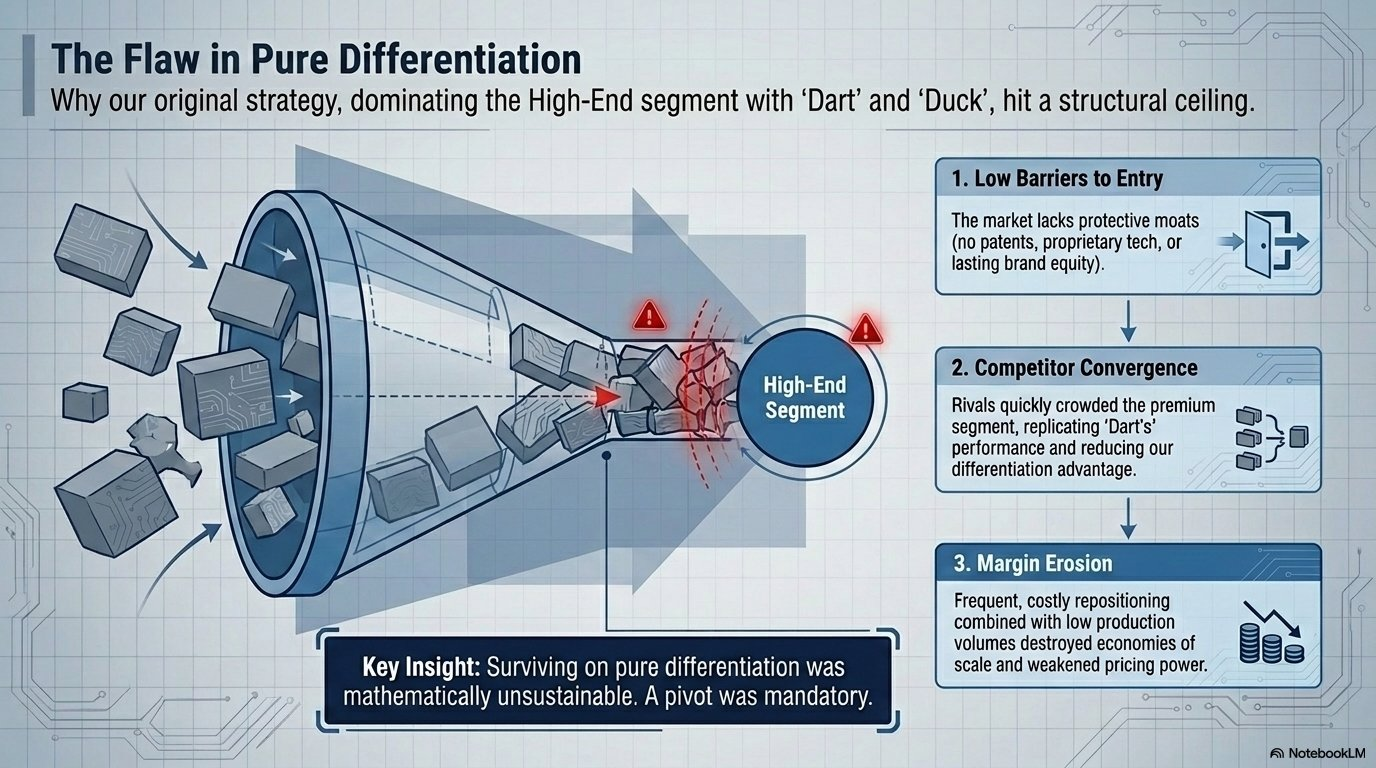 The Flaw in Pure Differentiation
Why our original strategy, dominating the High-End segment with ‘Dart’ and ‘Duck’, hit a structural ceiling.
High-End
Segment
Key Insight: Surviving on pure differentiation was
mathematically unsustainable. A pivot was mandatory.
1. Low Barriers to Entry
The market lacks protective moats
(no patents, proprietary tech, or
lasting brand equity).
2. Competitor Convergence
Rivals quickly crowded the premium
segment, replicating ‘Dart's’
performance and reducing our
differentiation advantage.
3. Margin Erosion
Frequent, costly repositioning
combined with low production
volumes destroyed economies of
scale and weakened pricing power.
NotebookLM